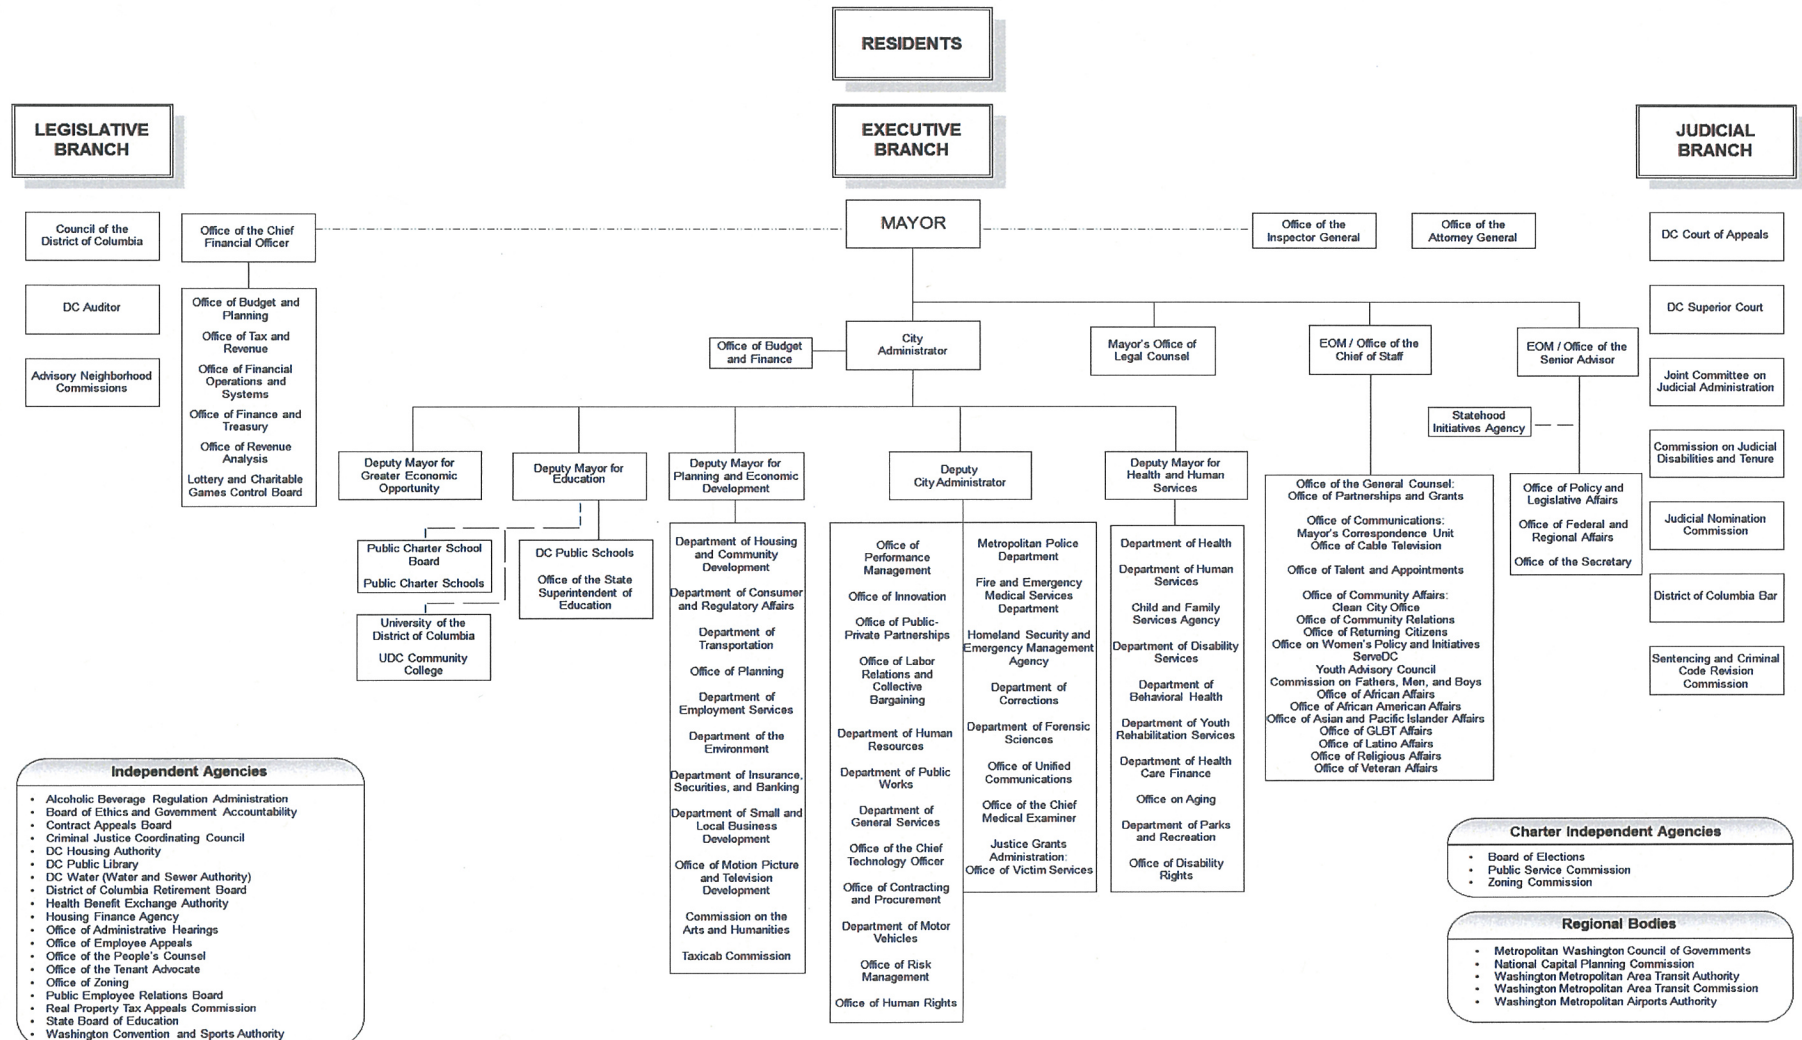 RESIDENTS
LEGISLATIVE
BRANCH
EXECUTIVE
BRANCH
JUDICIAL
BRANCH
Council of the
District of Columbia
DC Auditor
Advisory Neighborhood
Commissions
Office of the Chief
Financial Officer
Office of Budget and
Planning
Office of Tax and
Revenue
Office of Financial
Operations and
Systems
Office of Finance and
Treasury
Office of Revenue
Analysis
Lottery and Charitable
Games Control Board
MAYOR
Office of the
Inspector General
Office of the
Attorney General
Office of Budget
and Finance
City
Administrator
Mayor's Office of
Legal Counsel
EOM / Office of the
Chief of Staff
EOM / Office of the
Senior Advisor
Statehood
Initiatives Agency
DC Court of Appeals
DC Superior Court
Joint Committee on
Judicial Administration
Commission on Judicial
Disabilities and Tenure
Judicial Nomination
Commission
District of Columbia Bar
Sentencing and Criminal
Code Revision
Commission
Deputy Mayor for
Greater Economic
Opportunity
Deputy Mayor for
Education
Public Charter School
Board
Public Charter Schools
University of the
District of Columbia
UDC Community
College
DC Public Schools
Office of the State
Superintendent of
Education
Deputy Mayor for
Planning and Economic
Development
Department of Housing
and Community
Development
Department of Consumer
and Regulatory Affairs
Department of
Transportation
Office of Planning
Department of
Employment Services
Department of the
Environment
Department of Insurance,
Securities, and Banking
Department of Small and
Local Business
Development
Office of Motion Picture
and Television
Development
Commission on the
Arts and Humanities
Taxicab Commission
Deputy
City Administrator
Office of
Performance
Management
Office of Innovation
Office of Public-
Private Partnerships
Office of Labor
Relations and
Collective
Bargaining
Department of Human
Resources
Department of Public
Works
Department of
General Services
Office of the Chief
Technology Officer
Office of Contracting
and Procurement
Department of Motor
Vehicles
Office of Risk
Management
Office of Human Rights
Metropolitan Police
Department
Fire and Emergency
Medical Services
Department
Homeland Security and
Emergency Management
Agency
Department of
Corrections
Department of Forensic
Sciences
Office of Unified
Communications
Office of the Chief
Medical Examiner
Justice Grants
Administration:
Office of Victim Services
Deputy Mayor for
Health and Human
Services
Department of Health
Department of Human
Services
Child and Family
Services Agency
Department of Disability
Services
Department of
Behavioral Health
Department of Youth
Rehabilitation Services
Department of Health
Care Finance
Office on Aging
Department of Parks
and Recreation
Office of Disability
Rights
Office of the General Counsel:
Office of Partnerships and Grants
Office of Communications:
Mayor's Correspondence Unit
Office of Cable Television
Office of Talent and Appointments
Office of Community Affairs:
Clean City Office
Office of Community Relations
Office of Returning Citizens
Office on Women's Policy and Initiatives
ServeDC
Youth Advisory Council
Commission on Fathers, Men, and Boys
Office of African Affairs
Office of African American Affairs
Office of Asian and Pacific Islander Affairs
Office of GLBT Affairs
Office of Latino Affairs
Office of Religious Affairs
Office of Veteran Affairs
Office of Policy and
Legislative Affairs
Office of Federal and
Regional Affairs
Office of the Secretary
Independent Agencies
• Alcoholic Beverage Regulation Administration
• Board of Ethics and Government Accountability
• Contract Appeals Board
• Criminal Justice Coordinating Council
• DC Housing Authority
• DC Public Library
• DC Water (Water and Sewer Authority)
• District of Columbia Retirement Board
• Health Benefit Exchange Authority
• Housing Finance Agency
• Office of Administrative Hearings
• Office of Employee Appeals
• Office of the People's Counsel
• Office of the Tenant Advocate
• Office of Zoning
• Public Employee Relations Board
• Real Property Tax Appeals Commission
• State Board of Education
• Washington Convention and Sports Authority
Charter Independent Agencies
• Board of Elections
• Public Service Commission
• Zoning Commission
Regional Bodies
• Metropolitan Washington Council of Governments
• National Capital Planning Commission
• Washington Metropolitan Area Transit Authority
• Washington Metropolitan Area Transit Commission
• Washington Metropolitan Airports Authority